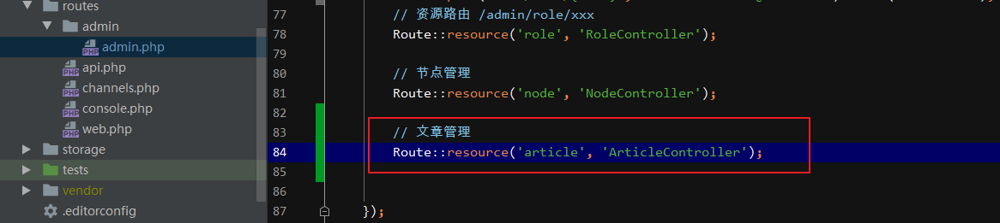 routes
admin
admin.php
api.php
channels.php
console.php
web.php
storage
tests
vendor
.editorconfig
77 // 资源路由 /admin/role/xxx
78 Route::resource('role', 'RoleController');
79
80 // 节点管理
81 Route::resource('node', 'NodeController');
82
83 // 文章管理
84 Route::resource('article', 'ArticleController');
85
86
87 });